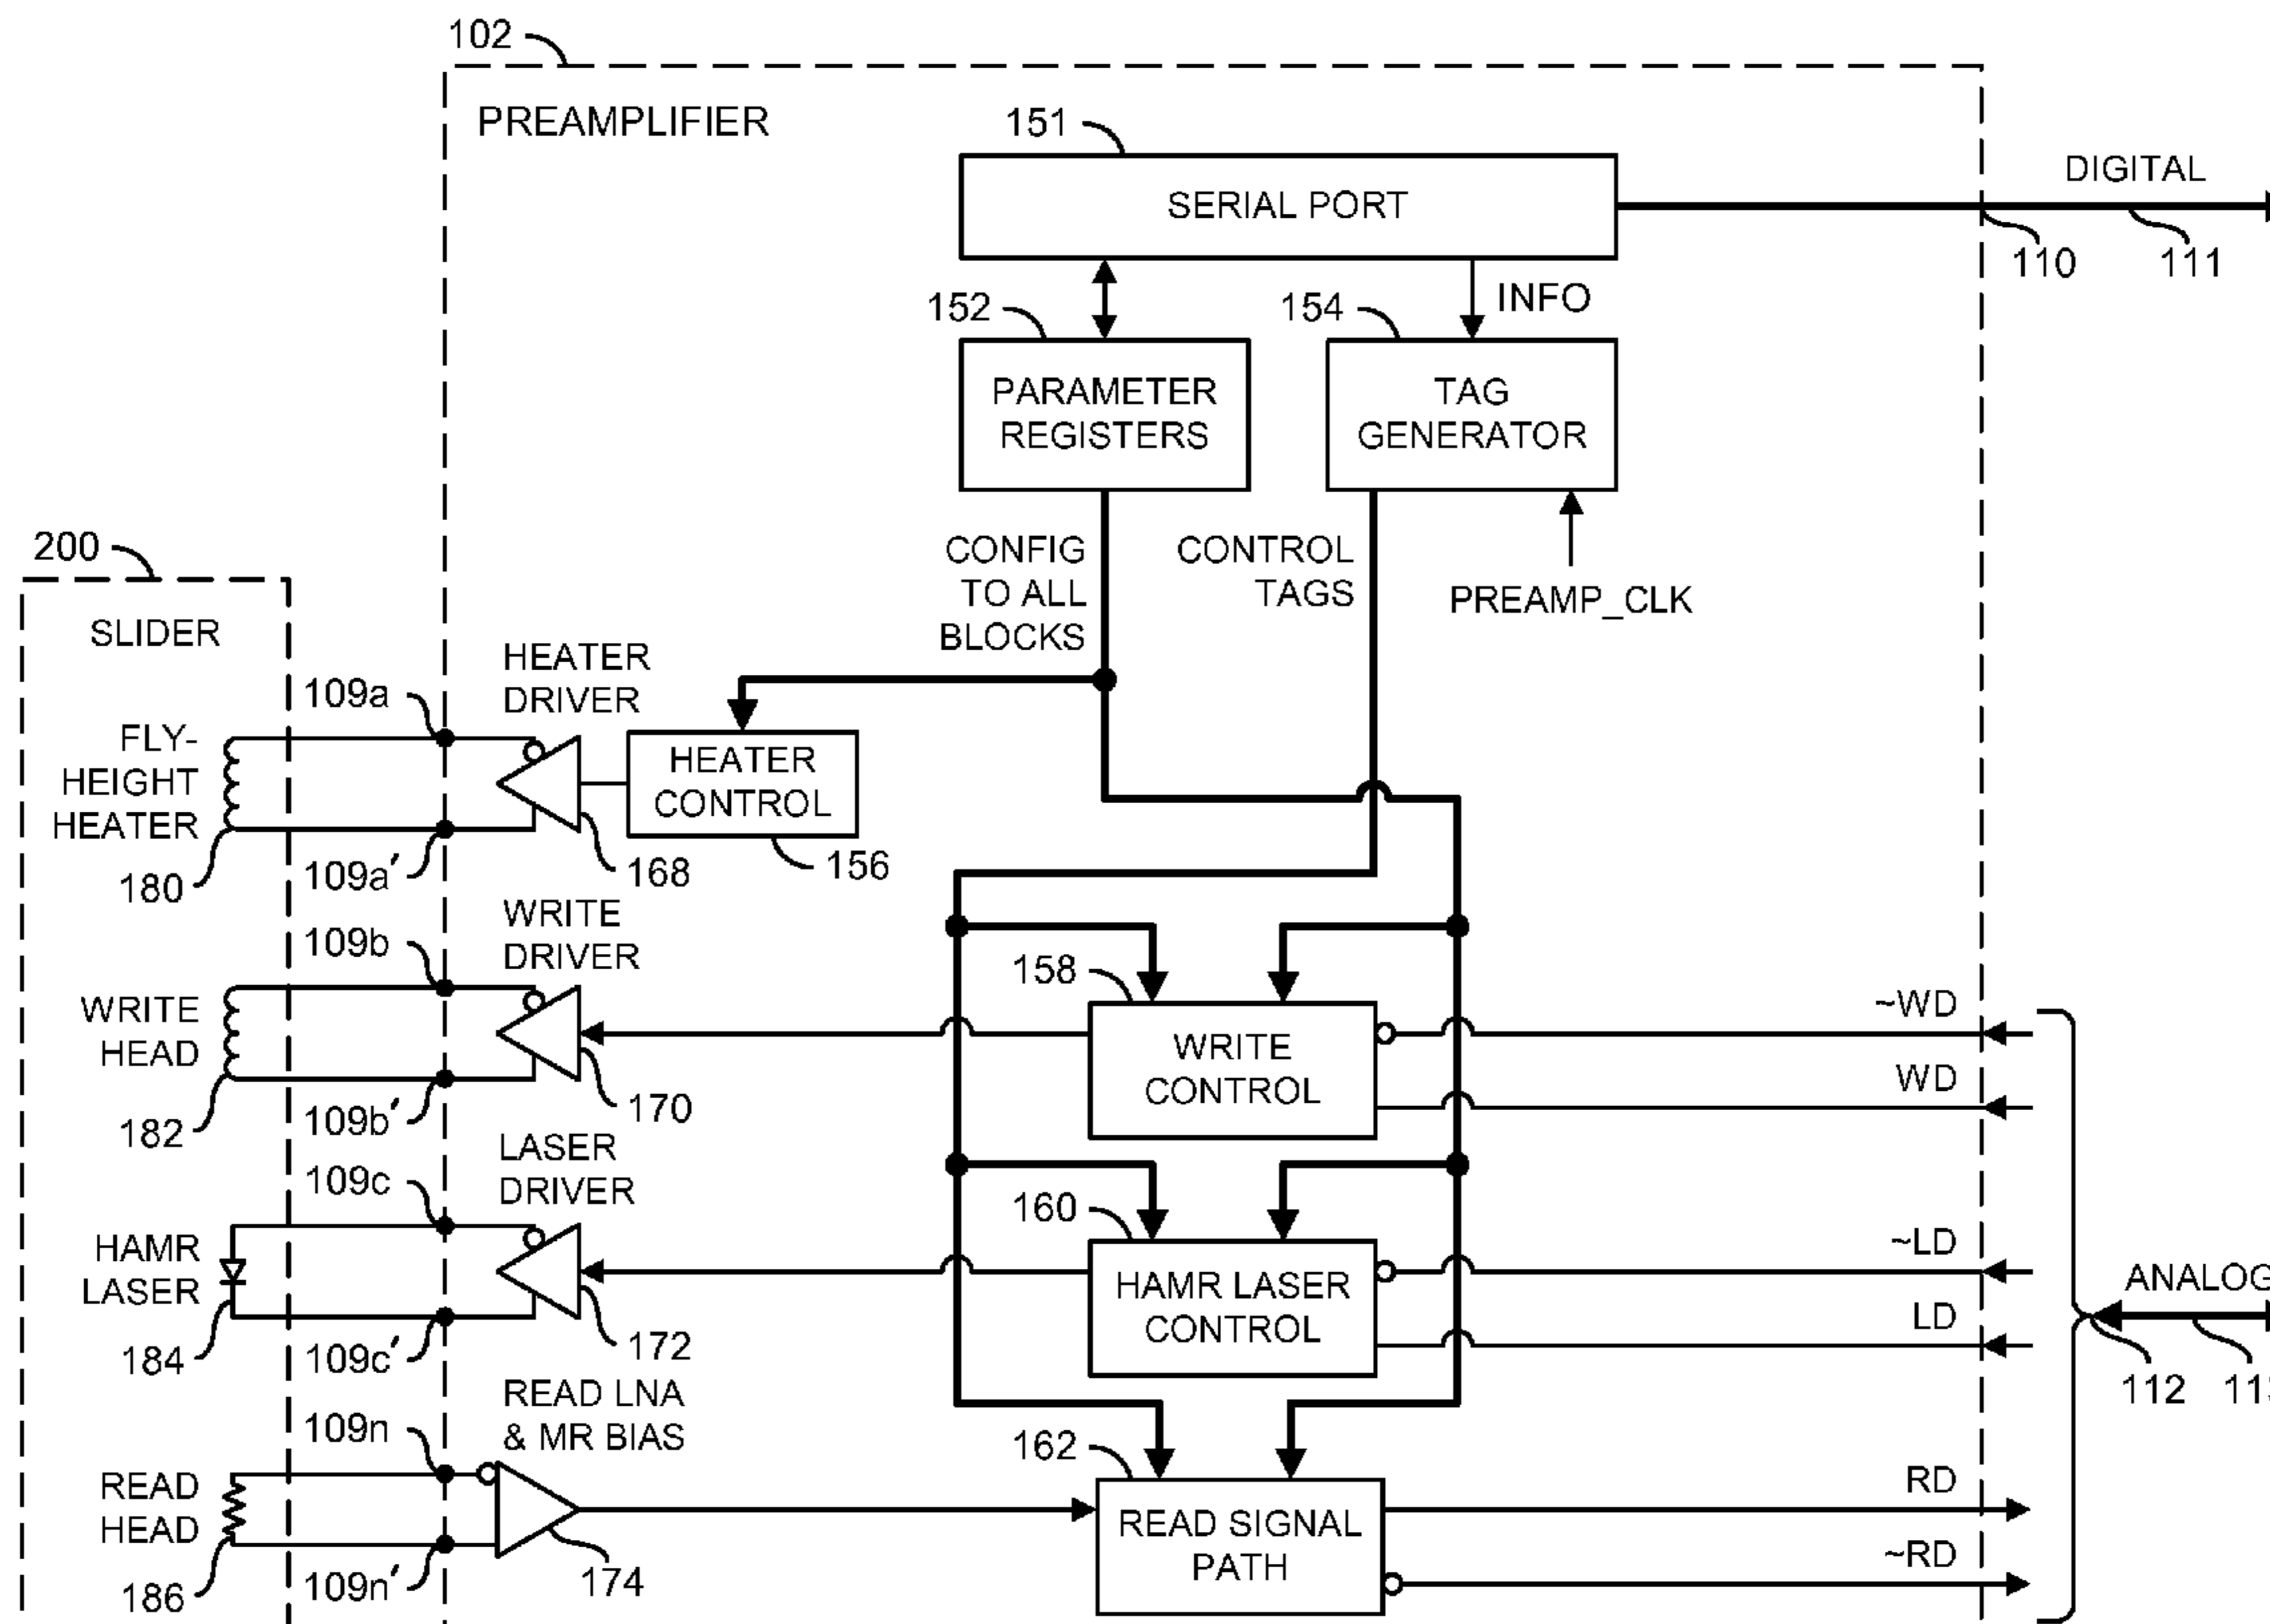 102
PREAMPLIFIER
151
SERIAL PORT
DIGITAL
110
111
152
154
INFO
PARAMETER
REGISTERS
TAG
GENERATOR
CONFIG
TO ALL
BLOCKS
CONTROL
TAGS
PREAMP_CLK
200
SLIDER
109a
HEATER
DRIVER
FLY-
HEIGHT
HEATER
HEATER
CONTROL
180
109a′
168
156
109b
WRITE
DRIVER
158
WRITE
HEAD
WRITE
CONTROL
~WD
WD
182
109b′
170
109c
LASER
DRIVER
160
HAMR
LASER
HAMR LASER
CONTROL
~LD
LD
ANALOG
184
109c′
172
112
109n
READ LNA
& MR BIAS
162
READ
HEAD
READ SIGNAL
PATH
RD
~RD
186
109n′
174